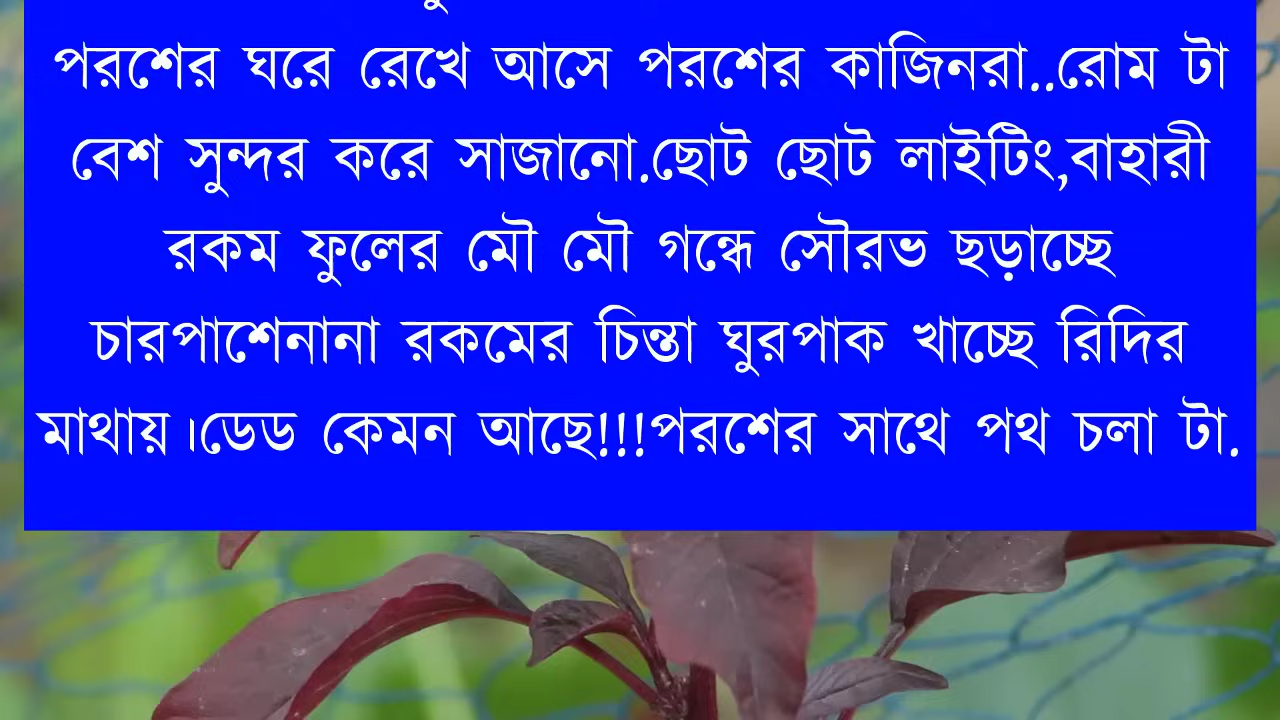 পরশের ঘরে রেখে আসে পরশের কাজিনরা..রোম টা
বেশ সুন্দর করে সাজানো.ছোট ছোট লাইটিং,বাহারী
রকম ফুলের মৌ মৌ গন্ধে সৌরভ ছড়াচ্ছে
চারপাশেনানা রকমের চিন্তা ঘুরপাক খাচ্ছে রিদির
মাথায়।ডেড কেমন আছে!!!পরশের সাথে পথ চলা টা.